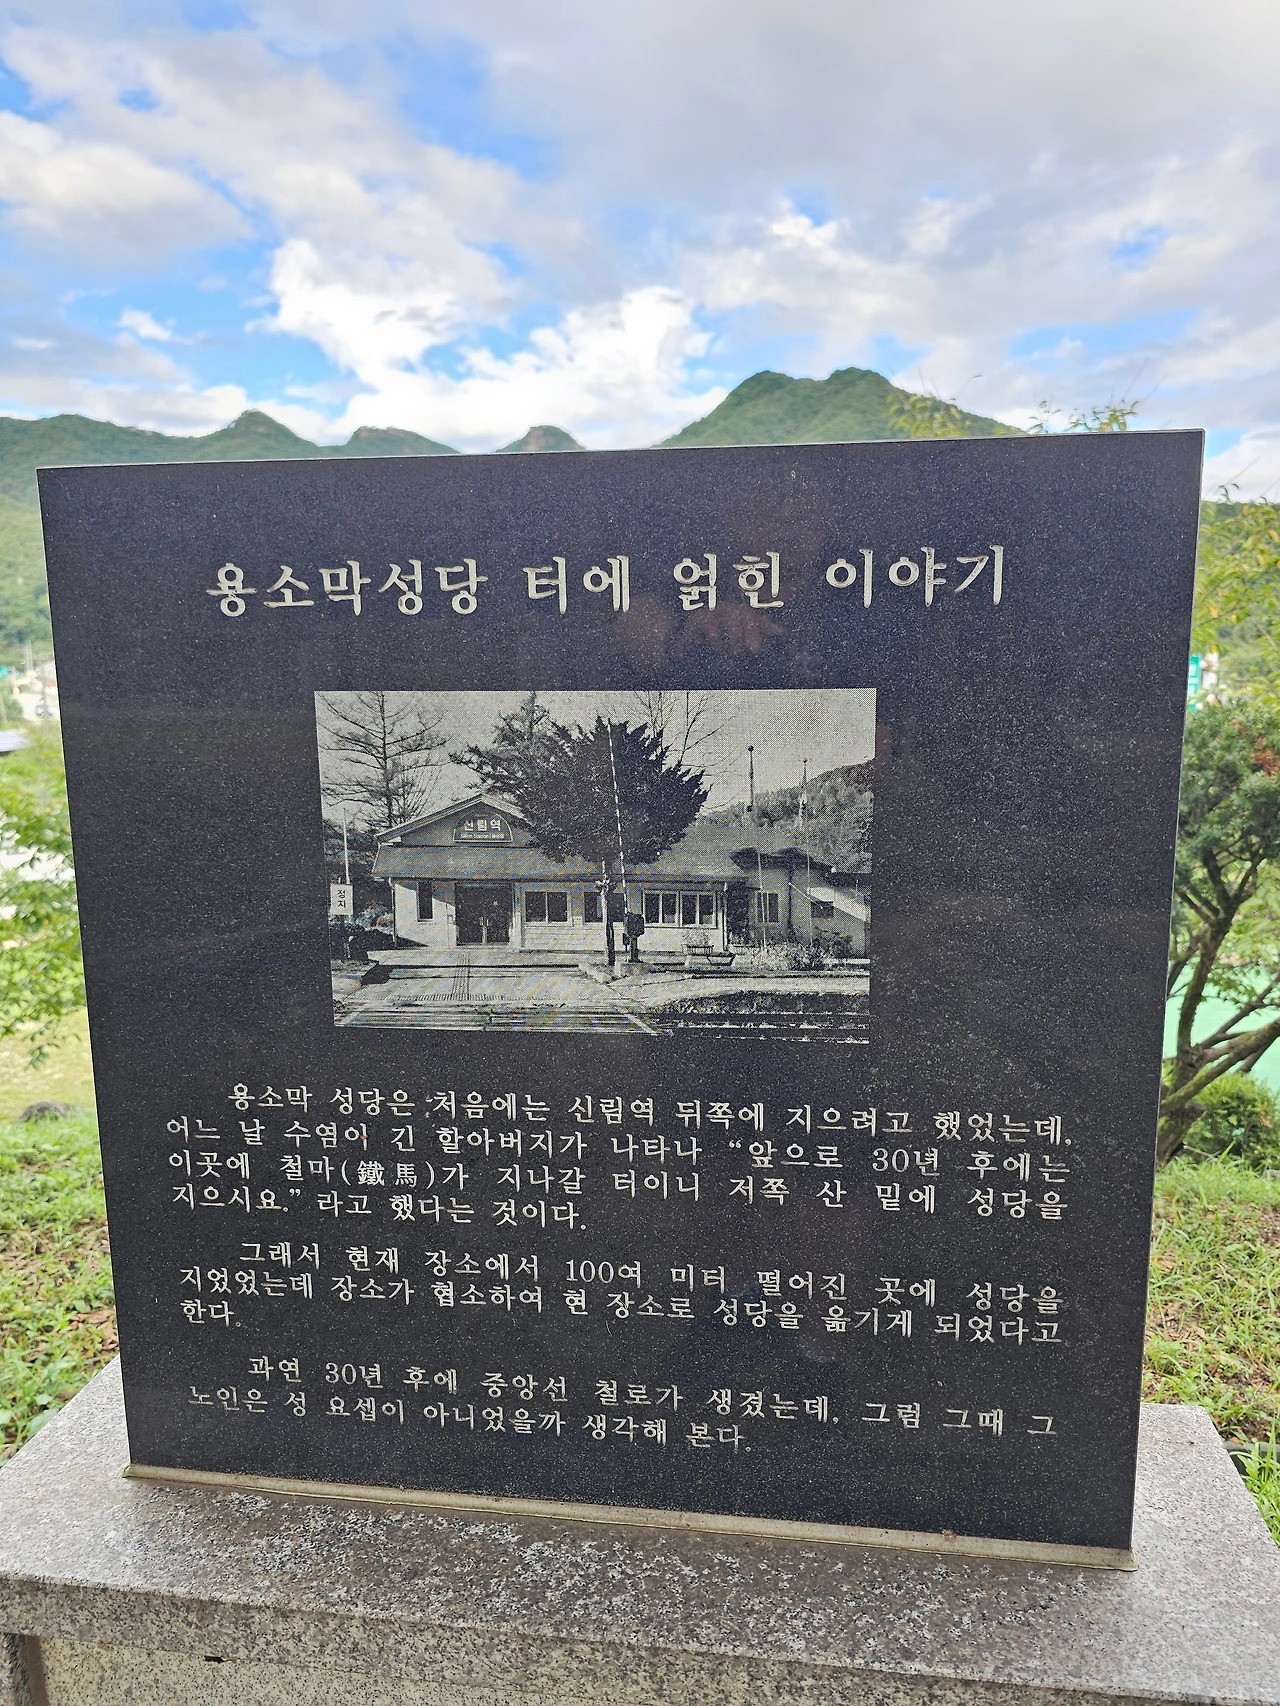 용소막성당 터에 얽힌 이야기
신림역
정지
용소막 성당은 처음에는 신림역 뒤쪽에 지으려고 했었는데,
어느 날 수염이 긴 할아버지가 나타나 “앞으로 30년 후에는
이곳에 철마(鐵馬)가 지나갈 터이니 저쪽 산 밑에 성당을
지으시요.” 라고 했다는 것이다.
그래서 현재 장소에서 100여 미터 떨어진 곳에 성당을
지었었는데 장소가 협소하여 현 장소로 성당을 옮기게 되었다고
한다.
과연 30년 후에 중앙선 철로가 생겼는데, 그럼 그때 그
노인은 성 요셉이 아니었을까 생각해 본다.